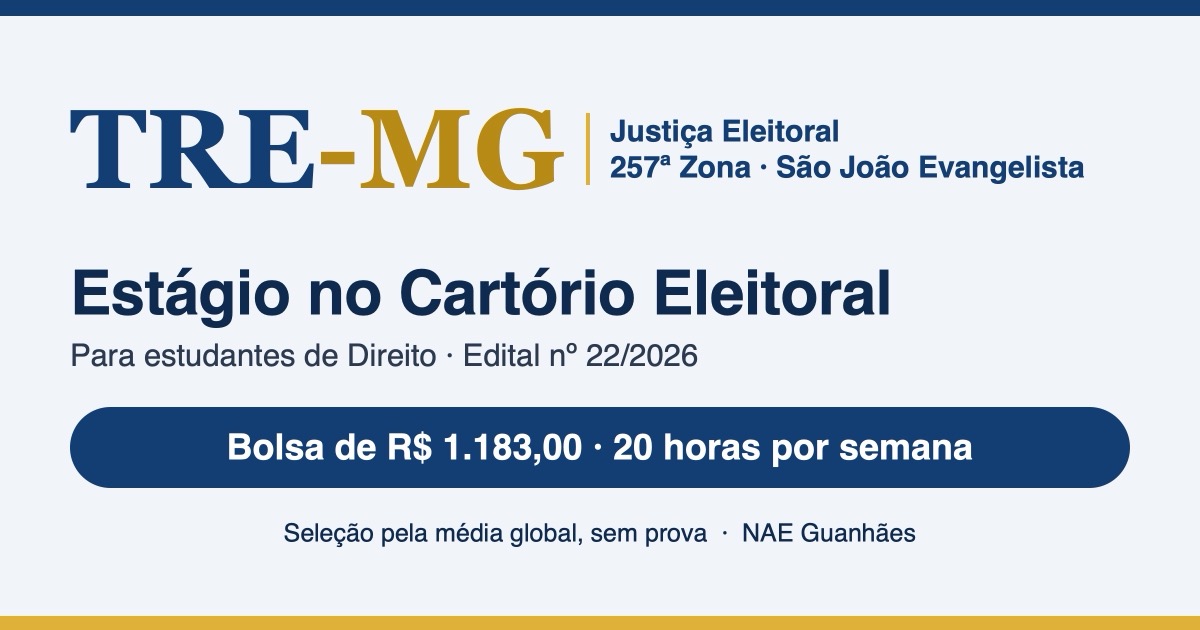 TRE-MG
Justiça Eleitoral
257ª Zona · São João Evangelista
Estágio no Cartório Eleitoral
Para estudantes de Direito · Edital nº 22/2026
Bolsa de R$ 1.183,00 · 20 horas por semana
Seleção pela média global, sem prova · NAE Guanhães